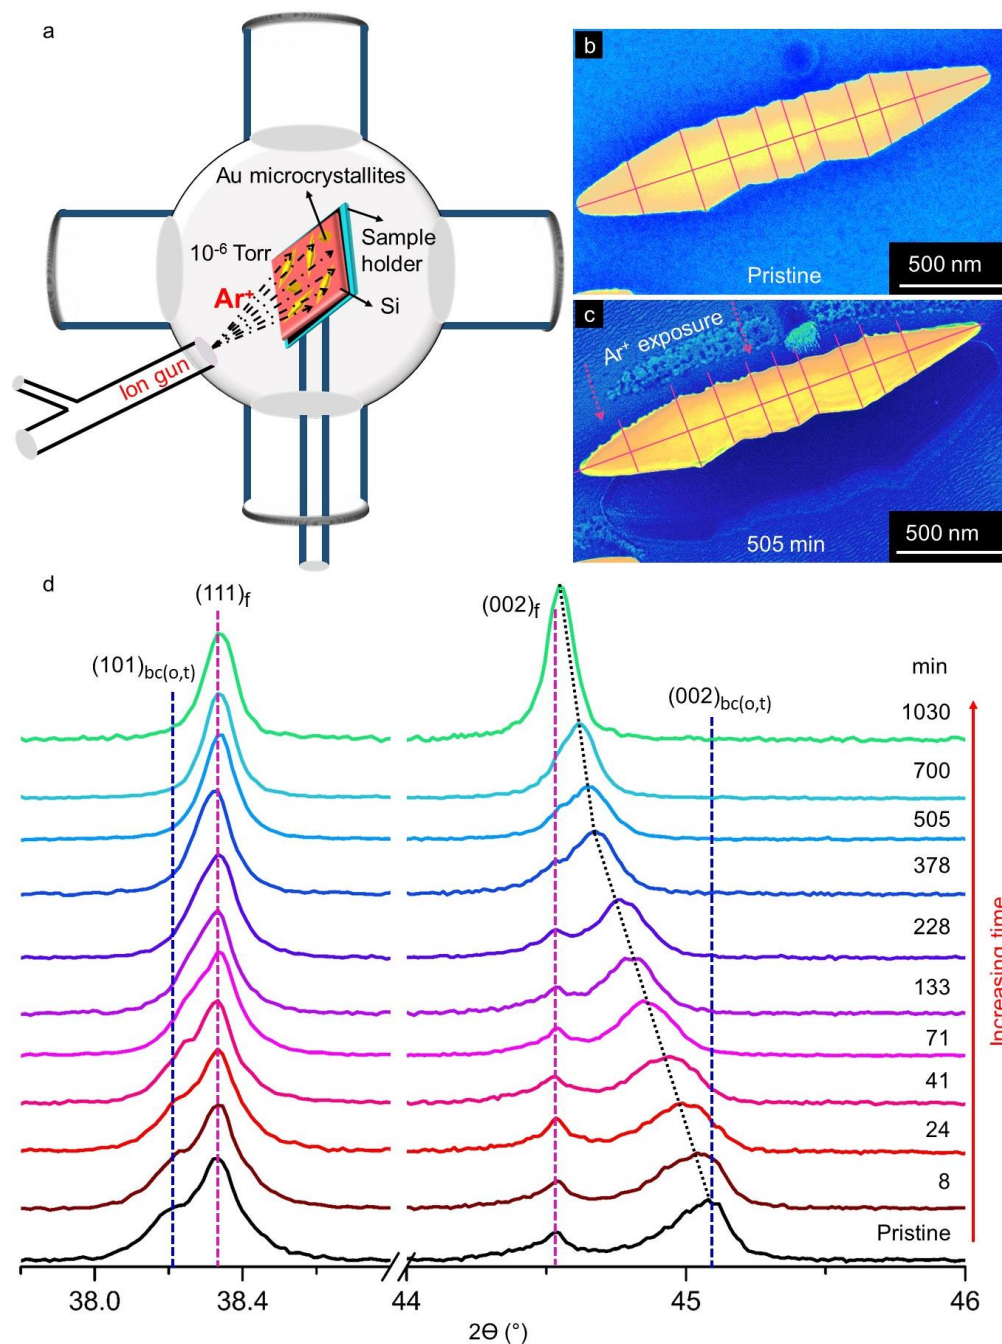 a
Au microcrystallites
10⁻⁶ Torr
Sample
holder
Ar⁺
Si
Ion gun
b
Pristine
500 nm
c
Ar⁺ exposure
505 min
500 nm
d
(111)f
(002)f
(101)bc(o,t)
(002)bc(o,t)
min
1030
700
505
378
228
133
71
41
24
8
Pristine
Increasing time
38.0
38.4
44
45
46
2Θ (°)